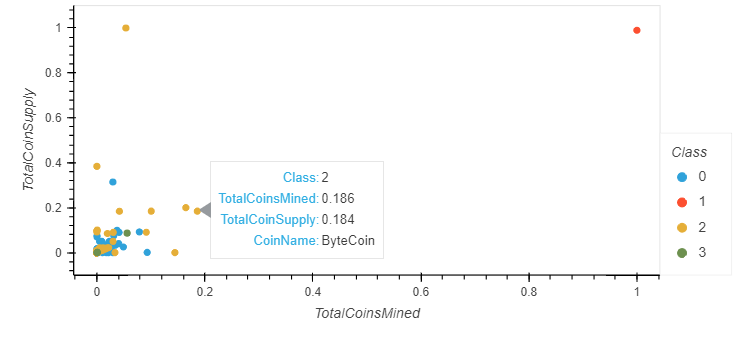 1
0.8
0.6
0.4
0.2
0
TotalCoinSupply
0
0.2
0.4
0.6
0.8
1
TotalCoinsMined
Class: 2
TotalCoinsMined: 0.186
TotalCoinSupply: 0.184
CoinName: ByteCoin
Class
0
1
2
3